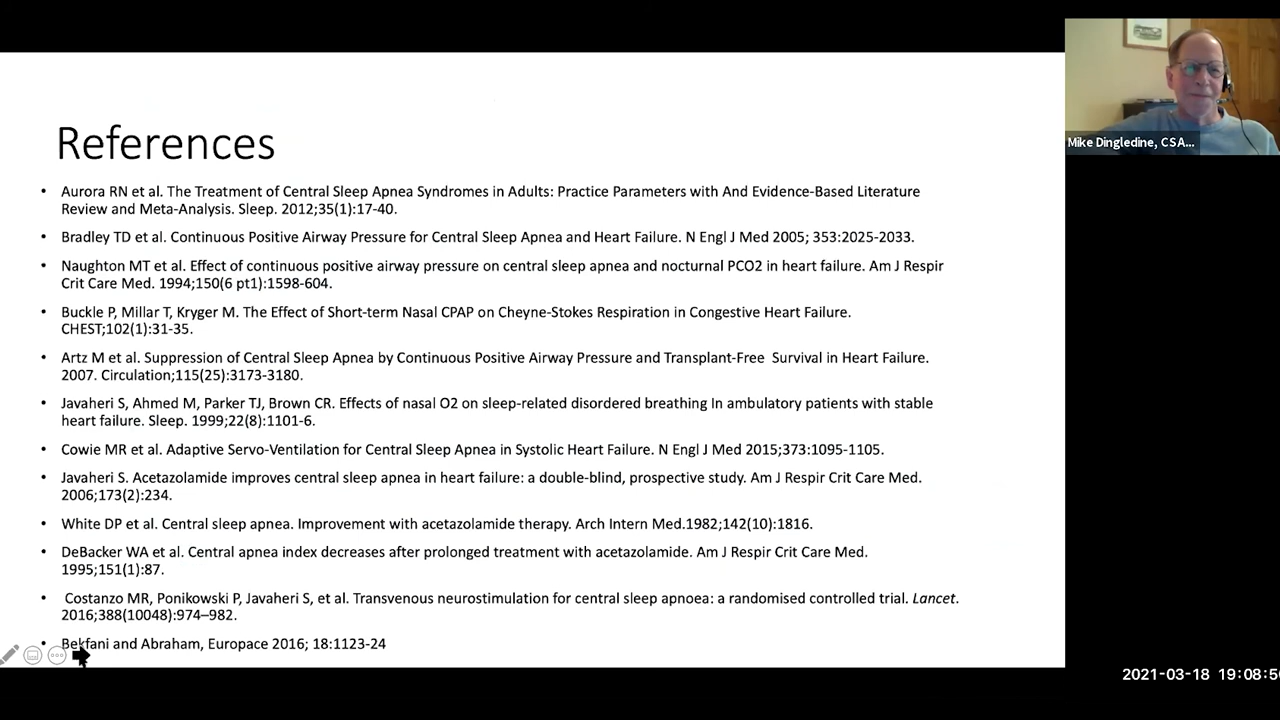 References
• Aurora RN et al. The Treatment of Central Sleep Apnea Syndromes in Adults: Practice Parameters with And Evidence-Based Literature
Review and Meta-Analysis. Sleep. 2012;35(1):17-40.
• Bradley TD et al. Continuous Positive Airway Pressure for Central Sleep Apnea and Heart Failure. N Engl J Med 2005; 353:2025-2033.
• Naughton MT et al. Effect of continuous positive airway pressure on central sleep apnea and nocturnal PCO2 in heart failure. Am J Respir
Crit Care Med. 1994;150(6 pt1):1598-604.
• Buckle P, Millar T, Kryger M. The Effect of Short-term Nasal CPAP on Cheyne-Stokes Respiration in Congestive Heart Failure.
CHEST;102(1):31-35.
• Artz M et al. Suppression of Central Sleep Apnea by Continuous Positive Airway Pressure and Transplant-Free Survival in Heart Failure.
2007. Circulation;115(25):3173-3180.
• Javaheri S, Ahmed M, Parker TJ, Brown CR. Effects of nasal O2 on sleep-related disordered breathing In ambulatory patients with stable
heart failure. Sleep. 1999;22(8):1101-6.
• Cowie MR et al. Adaptive Servo-Ventilation for Central Sleep Apnea in Systolic Heart Failure. N Engl J Med 2015;373:1095-1105.
• Javaheri S. Acetazolamide improves central sleep apnea in heart failure: a double-blind, prospective study. Am J Respir Crit Care Med.
2006;173(2):234.
• White DP et al. Central sleep apnea. Improvement with acetazolamide therapy. Arch Intern Med.1982;142(10):1816.
• DeBacker WA et al. Central apnea index decreases after prolonged treatment with acetazolamide. Am J Respir Crit Care Med.
1995;151(1):87.
• Costanzo MR, Ponikowski P, Javaheri S, et al. Transvenous neurostimulation for central sleep apnoea: a randomised controlled trial. Lancet.
2016;388(10048):974–982.
• Bekfani and Abraham, Europace 2016; 18:1123-24
Mike Dingledine, CSA...
2021-03-18 19:08:5